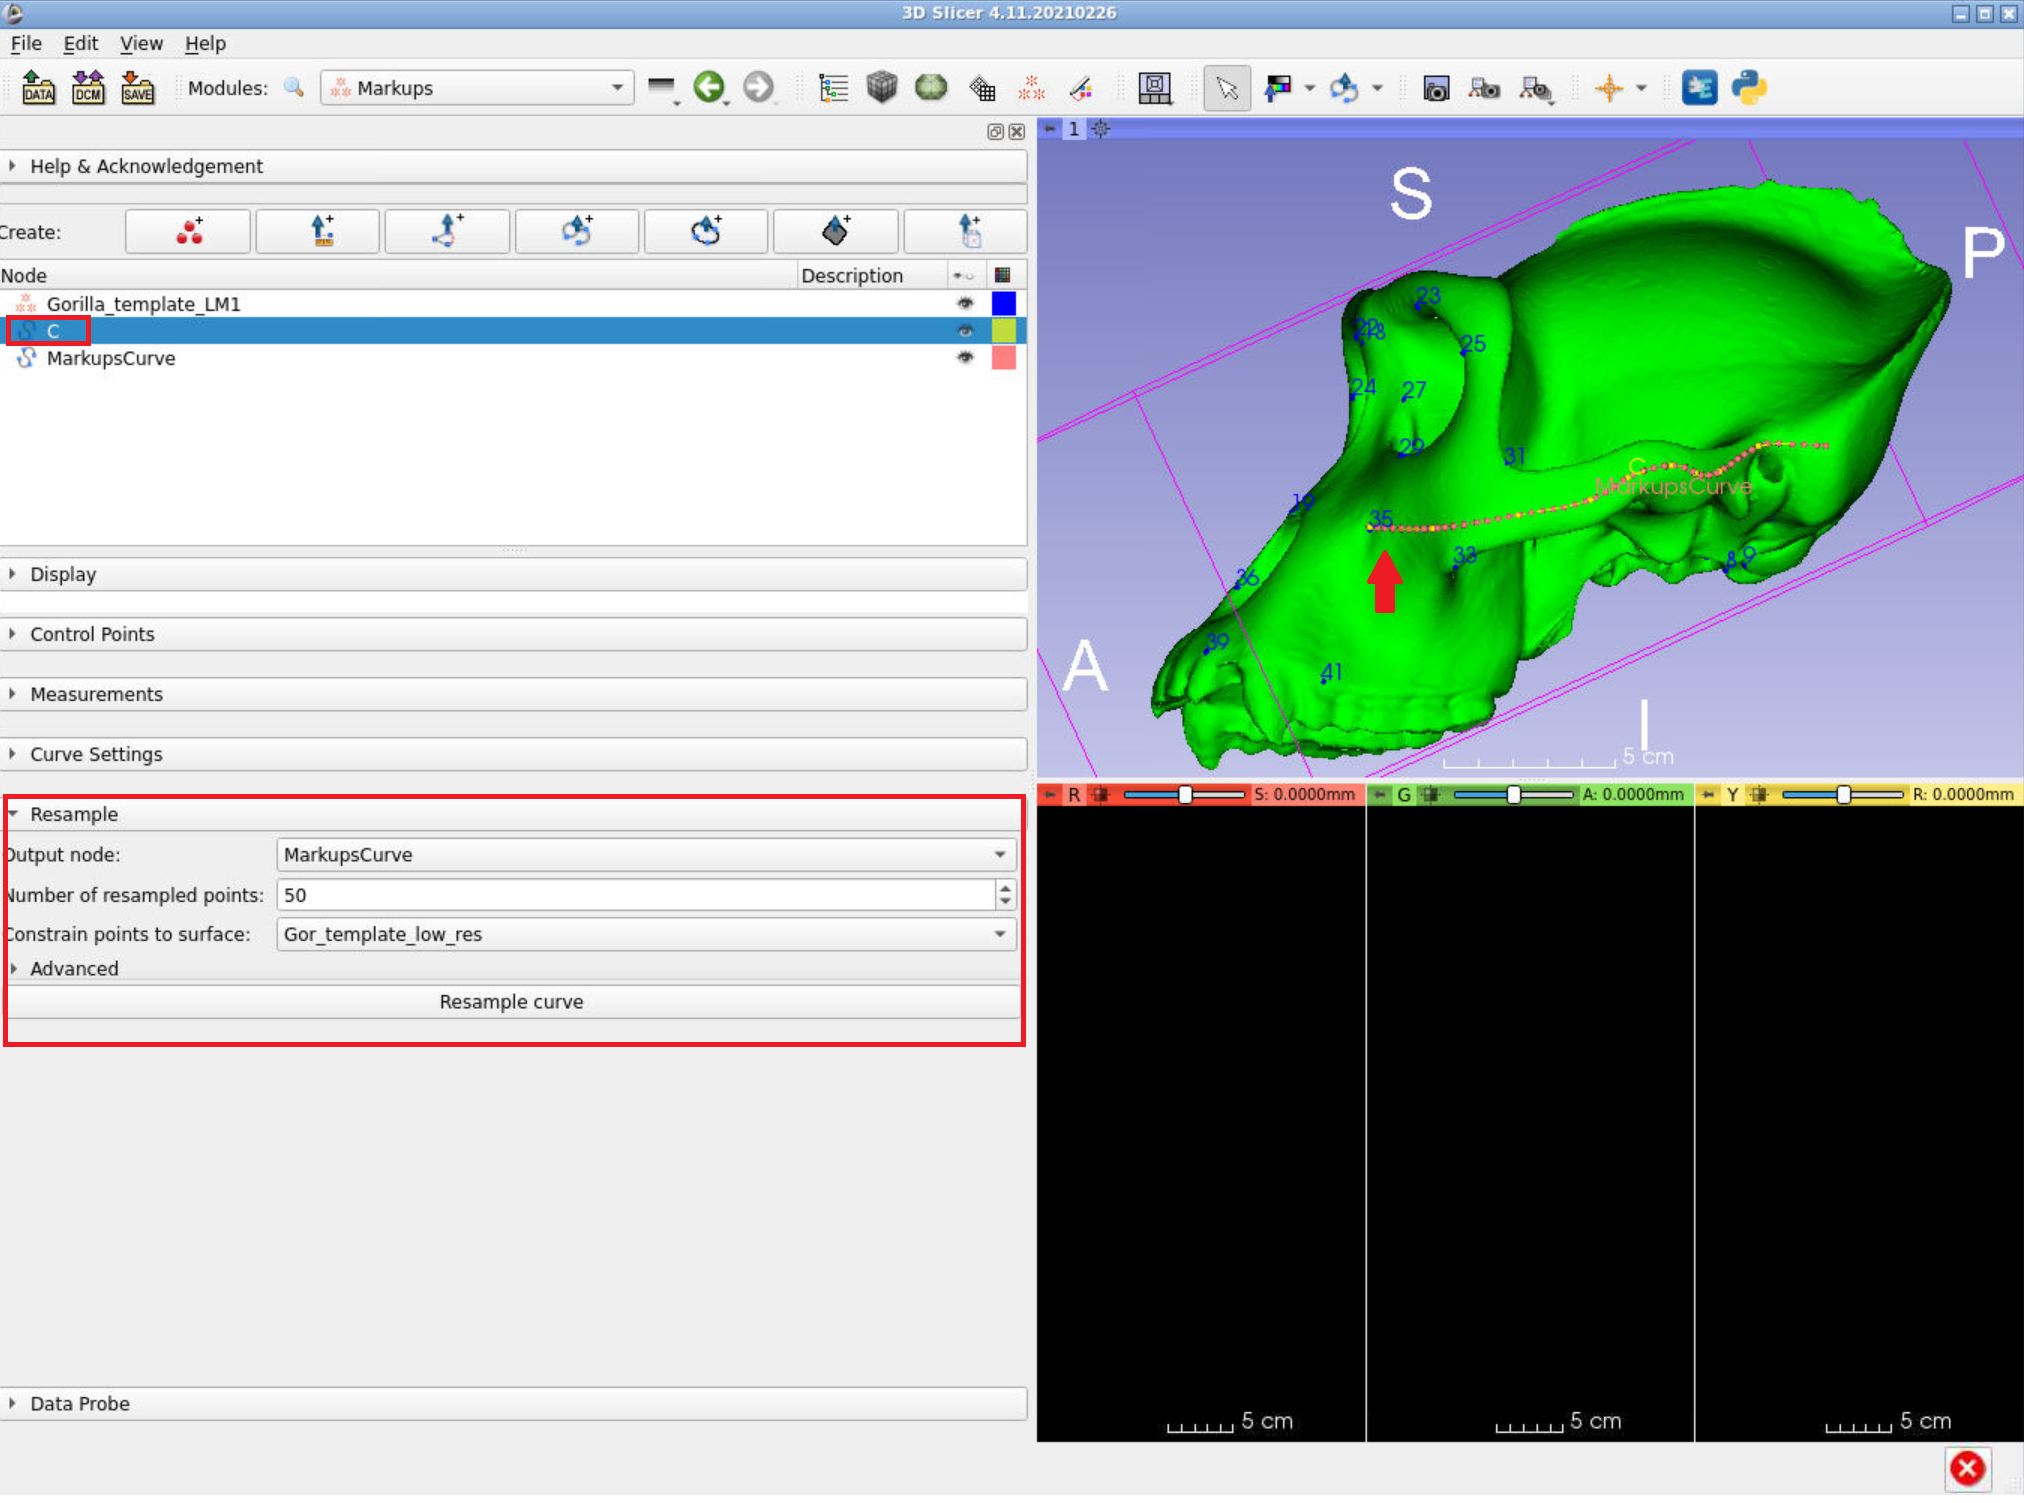 3D Slicer 4.11.20210226
File Edit View Help
DATA DCM SAVE Modules: Markups
1
Help & Acknowledgement
Create:
Node Description
Gorilla_template_LM1
C
MarkupsCurve
Display
Control Points
Measurements
Curve Settings
Resample
Output node: MarkupsCurve
Number of resampled points: 50
Constrain points to surface: Gor_template_low_res
Advanced
Resample curve
Data Probe
S
P
A
I
23
25
24
27
29
31
C
MarkupsCurve
35
33
8 9
36
39
41
5 cm
R S: 0.0000mm G A: 0.0000mm Y R: 0.0000mm
5 cm 5 cm 5 cm